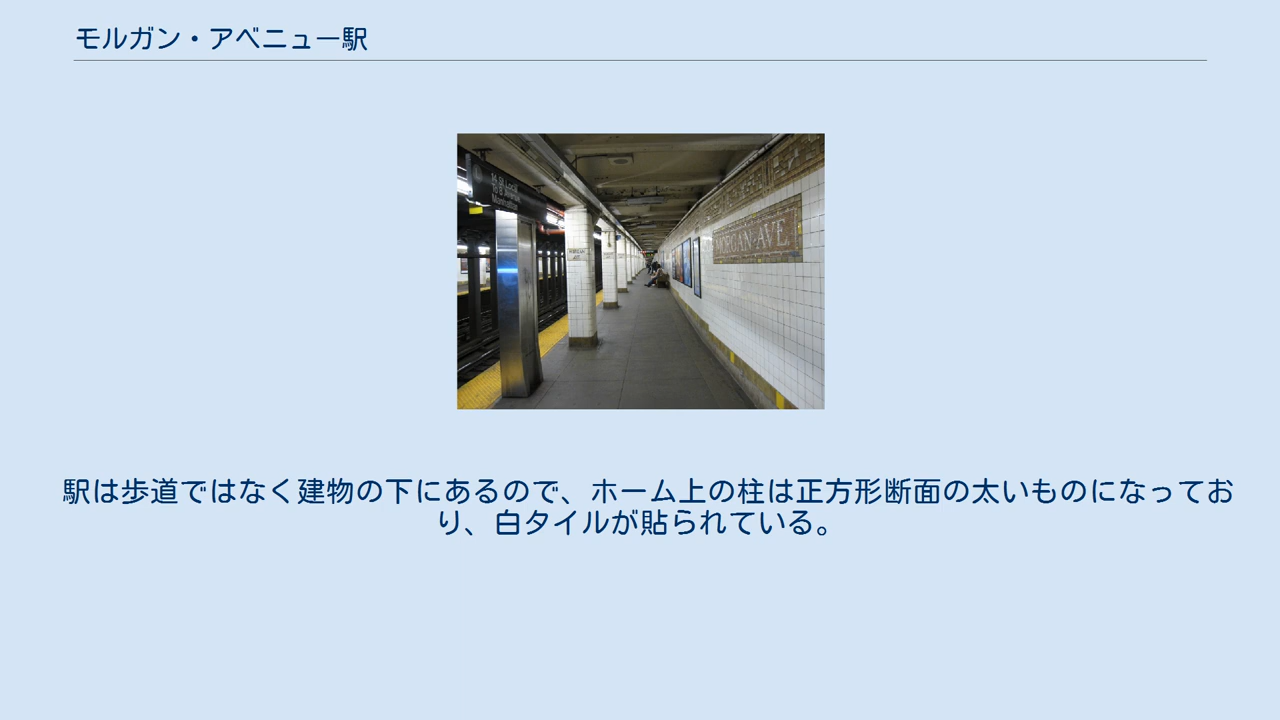 モルガン・アベニュー駅
Manhattan
MORGAN AVE
駅は歩道ではなく建物の下にあるので、ホーム上の柱は正方形断面の太いものになってお
り、白タイルが貼られている。